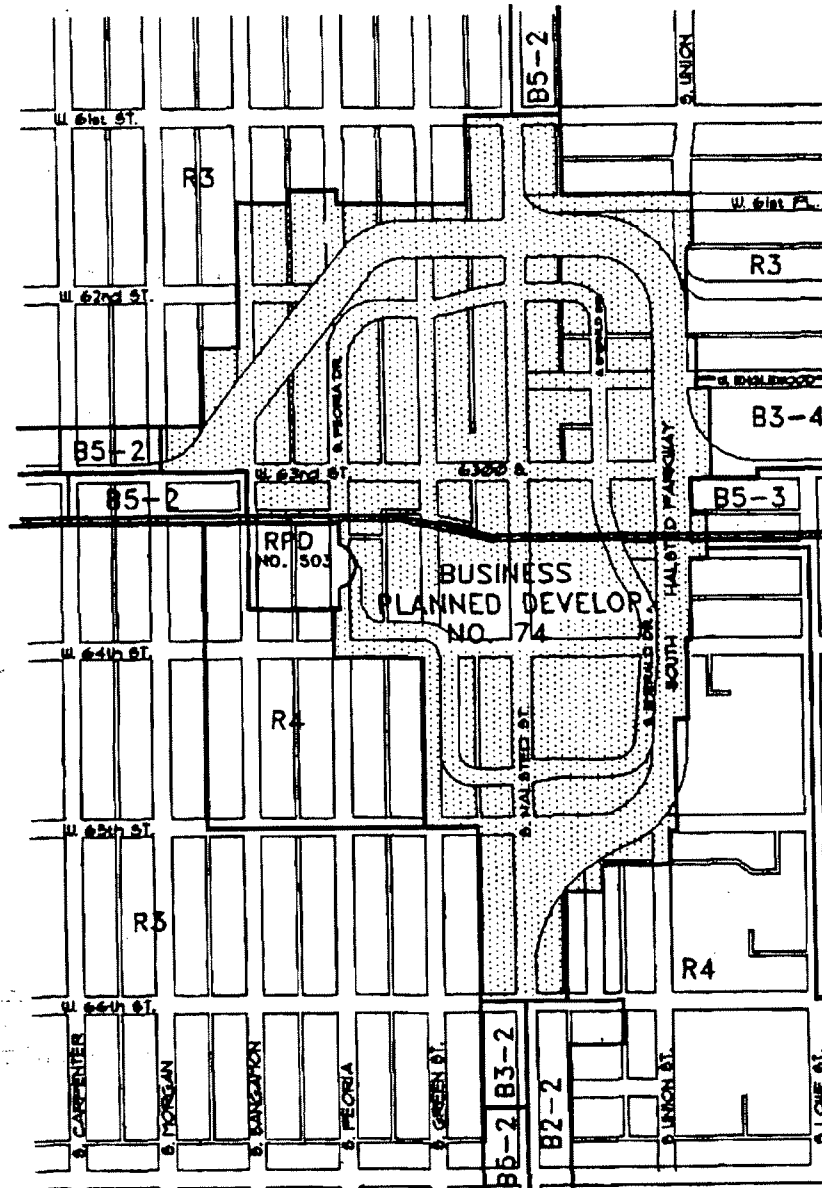 B5-2
S. UNION
W. 61st ST.
R3
W. 61st PL.
R3
W. 62nd ST.
S. EMERALD DR.
S. PEORIA DR.
S. ENGLEWOOD
B3-4
B5-2
W. 63rd ST.
6300 S.
HALSTED PARKWAY
B5-2
B5-3
RPD
NO. 503
BUSINESS
PLANNED DEVELOP.
NO. 74
W. 64th ST.
S. EMERALD DR.
SOUTH
R4
S. HALSTED ST.
W. 65th ST.
R3
R4
W. 66th ST.
S. CARPENTER
S. MORGAN
S. SANGAMON
S. PEORIA
S. GREEN ST.
B3-2
B5-2
B2-2
S. UNION ST.
S. LOWE ST.